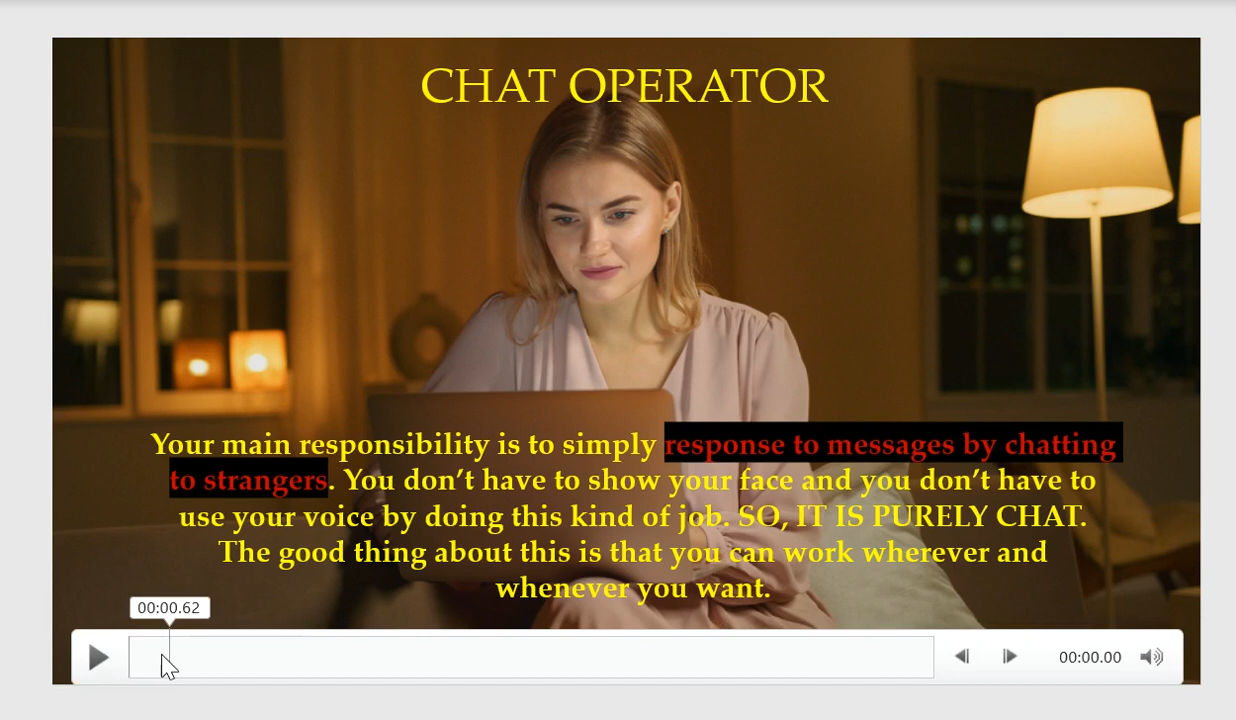 CHAT OPERATOR
Your main responsibility is to simply response to messages by chatting
to strangers. You don’t have to show your face and you don’t have to
use your voice by doing this kind of job. SO, IT IS PURELY CHAT.
The good thing about this is that you can work wherever and
whenever you want.
00:00.62
00:00.00